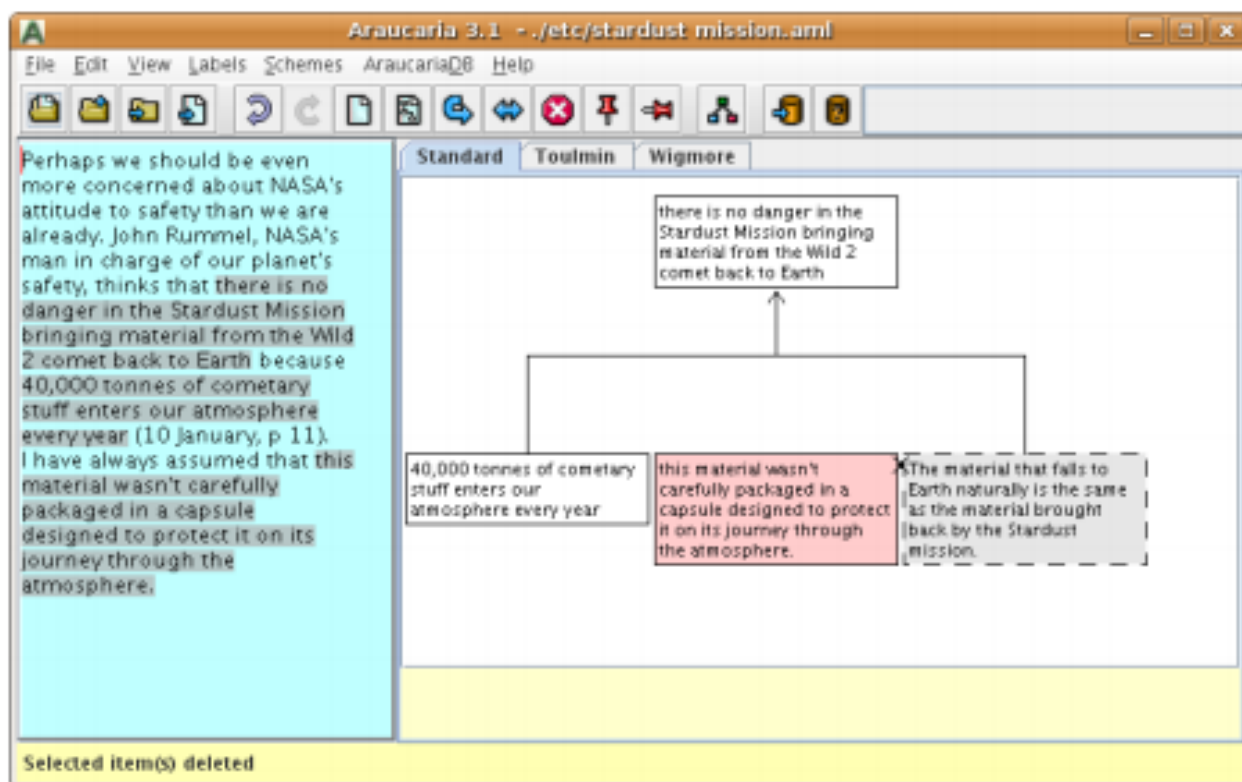 Araucaria 3.1 - ./etc/stardust mission.aml
File Edit View Labels Schemes AraucariaDB Help
Perhaps we should be even
more concerned about NASA's
attitude to safety than we are
already. John Rummel, NASA's
man in charge of our planet's
safety, thinks that there is no
danger in the Stardust Mission
bringing material from the Wild
2 comet back to Earth because
40,000 tonnes of cometary
stuff enters our atmosphere
every year (10 January, p 11).
I have always assumed that this
material wasn't carefully
packaged in a capsule
designed to protect it on its
journey through the
atmosphere.
Standard Toulmin Wigmore
there is no danger in the
Stardust Mission bringing
material from the Wild 2
comet back to Earth
40,000 tonnes of cometary
stuff enters our
atmosphere every year
this material wasn't
carefully packaged in a
capsule designed to protect
it on its journey through
the atmosphere.
The material that falls to
Earth naturally is the same
as the material brought
back by the Stardust
mission.
Selected item(s) deleted